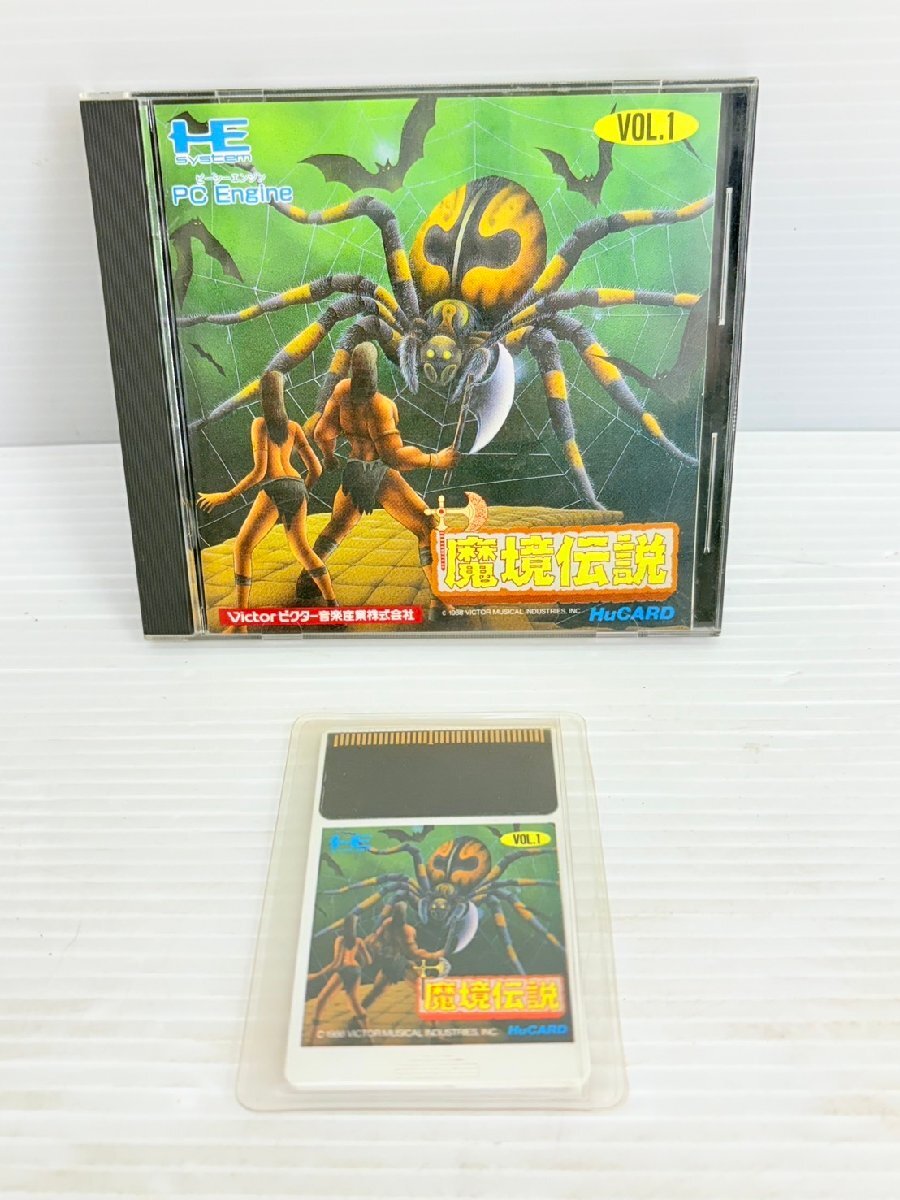 HE
SYSTEM
ピーシーエンジン
PC Engine
VOL.1
魔境伝説
Victor ビクター音楽産業株式会社
© 1988 VICTOR MUSICAL INDUSTRIES, INC.
HuCARD
HE
VOL.1
魔境伝説
© 1988 VICTOR MUSICAL INDUSTRIES, INC.
HuCARD